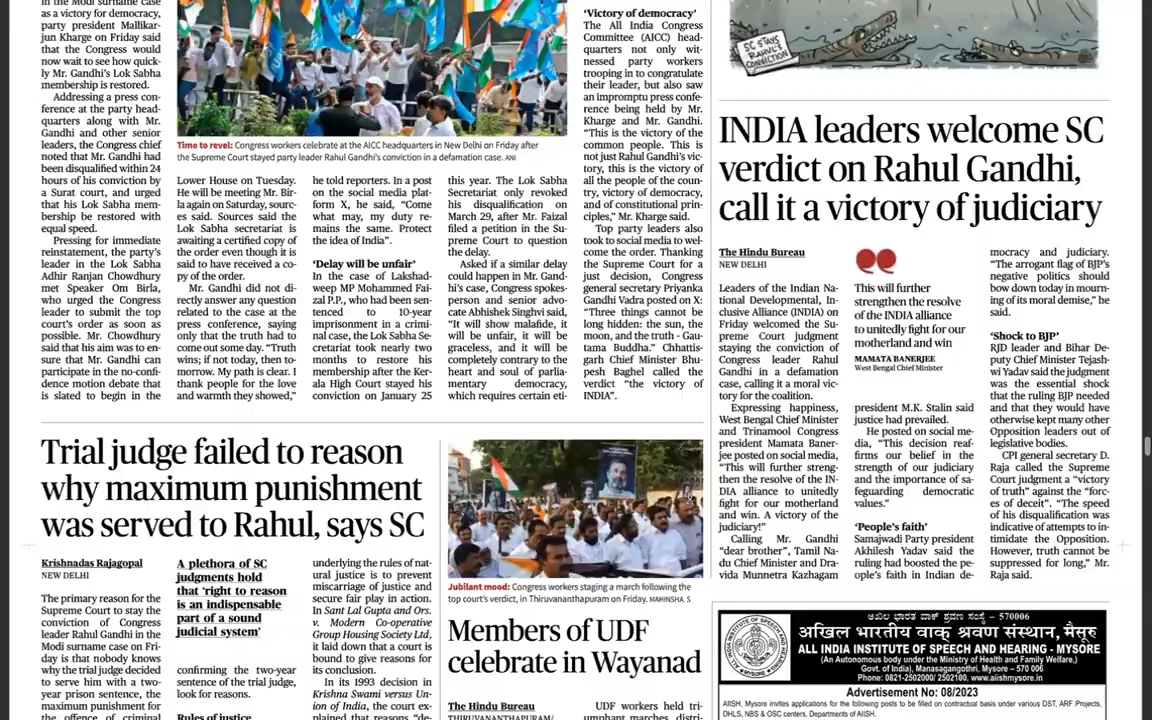 in the Modi surname case
as a victory for democracy,
party president Mallikar-
jun Kharge on Friday said
that the Congress would
now wait to see how quick-
ly Mr. Gandhi's Lok Sabha
membership is restored.
Addressing a press con-
ference at the party head-
quarters along with Mr.
Gandhi and other senior
leaders, the Congress chief
noted that Mr. Gandhi had
been disqualified within 24
hours of his conviction by
a Surat court, and urged
that his Lok Sabha mem-
bership be restored with
equal speed.
Pressing for immediate
reinstatement, the party's
leader in the Lok Sabha
Adhir Ranjan Chowdhury
met Speaker Om Birla,
who urged the Congress
leader to submit the top
court's order as soon as
possible. Mr. Chowdhury
said that his aim was to en-
sure that Mr. Gandhi can
participate in the no-confi-
dence motion debate that
is slated to begin in the
Time to revel: Congress workers celebrate at the AICC headquarters in New Delhi on Friday after
the Supreme Court stayed party leader Rahul Gandhi's conviction in a defamation case. ANI
Lower House on Tuesday.
He will be meeting Mr. Bir-
la again on Saturday, sourc-
es said. Sources said the
Lok Sabha secretariat is
awaiting a certified copy of
the order even though it is
said to have received a co-
py of the order.
Mr. Gandhi did not di-
rectly answer any question
related to the case at the
press conference, saying
only that the truth had to
come out some day. "Truth
wins; if not today, then to-
morrow. My path is clear. I
thank people for the love
and warmth they showed,"
he told reporters. In a post
on the social media plat-
form X, he said, "Come
what may, my duty re-
mains the same. Protect
the idea of India".
'Delay will be unfair'
In the case of Lakshad-
weep MP Mohammed Fai-
zal P.P., who had been sen-
tenced to 10-year
imprisonment in a crimi-
nal case, the Lok Sabha Se-
cretariat took nearly two
months to restore his
membership after the Ker-
ala High Court stayed his
conviction on January 25
this year. The Lok Sabha
Secretariat only revoked
his disqualification on
March 29, after Mr. Faizal
filed a petition in the Su-
preme Court to question
the delay.
Asked if a similar delay
could happen in Mr. Gand-
hi's case, Congress spokes-
person and senior advo-
cate Abhishek Singhvi said,
"It will show malafide, it
will be unfair, it will be
graceless, and it will be
completely contrary to the
heart and soul of parlia-
mentary democracy,
which requires certain eti-
'Victory of democracy'
The All India Congress
Committee (AICC) head-
quarters not only wit-
nessed party workers
trooping in to congratulate
their leader, but also saw
an impromptu press confe-
rence being held by Mr.
Kharge and Mr. Gandhi.
"This is the victory of the
common people. This is
not just Rahul Gandhi's vic-
tory, this is the victory of
all the people of the coun-
try, victory of democracy,
and of constitutional prin-
ciples," Mr. Kharge said.
Top party leaders also
took to social media to wel-
come the order. Thanking
the Supreme Court for a
just decision, Congress
general secretary Priyanka
Gandhi Vadra posted on X:
"Three things cannot be
long hidden: the sun, the
moon, and the truth - Gau-
tama Buddha." Chhattis-
garh Chief Minister Bhu-
pesh Baghel called the
verdict "the victory of
INDIA".
SC STAYS
RAHUL'S
CONVICTION
INDIA leaders welcome SC
verdict on Rahul Gandhi,
call it a victory of judiciary
The Hindu Bureau
NEW DELHI
Leaders of the Indian Na-
tional Developmental, In-
clusive Alliance (INDIA) on
Friday welcomed the Su-
preme Court judgment
staying the conviction of
Congress leader Rahul
Gandhi in a defamation
case, calling it a moral vic-
tory for the coalition.
Expressing happiness,
West Bengal Chief Minister
and Trinamool Congress
president Mamata Baner-
jee posted on social media,
"This will further streng-
then the resolve of the IN-
DIA alliance to unitedly
fight for our motherland
and win. A victory of the
judiciary!"
Calling Mr. Gandhi
"dear brother", Tamil Na-
du Chief Minister and Dra-
vida Munnetra Kazhagam
This will further
strengthen the resolve
of the INDIA alliance
to unitedly fight for our
motherland and win
MAMATA BANERJEE
West Bengal Chief Minister
president M.K. Stalin said
justice had prevailed.
He posted on social me-
dia, "This decision reaf-
firms our belief in the
strength of our judiciary
and the importance of sa-
feguarding democratic
values."
'People's faith'
Samajwadi Party president
Akhilesh Yadav said the
ruling had boosted the pe-
ople's faith in Indian de-
mocracy and judiciary.
"The arrogant flag of BJP's
negative politics should
bow down today in mourn-
ing of its moral demise," he
said.
'Shock to BJP'
RJD leader and Bihar De-
puty Chief Minister Tejash-
wi Yadav said the judgment
was the essential shock
that the ruling BJP needed
and that they would have
otherwise kept many other
Opposition leaders out of
legislative bodies.
CPI general secretary D.
Raja called the Supreme
Court judgment a "victory
of truth" against the "forc-
es of deceit". "The speed
of his disqualification was
indicative of attempts to in-
timidate the Opposition.
However, truth cannot be
suppressed for long," Mr.
Raja said.
Trial judge failed to reason
why maximum punishment
was served to Rahul, says SC
Krishnadas Rajagopal
NEW DELHI
The primary reason for the
Supreme Court to stay the
conviction of Congress
leader Rahul Gandhi in the
Modi surname case on Fri-
day is that nobody knows
why the trial judge decided
to serve him with a two-
year prison sentence, the
maximum punishment for
the offence of criminal
A plethora of SC
judgments hold
that 'right to reason
is an indispensable
part of a sound
judicial system'
confirming the two-year
sentence of the trial judge,
look for reasons.
Rules of justice
underlying the rules of nat-
ural justice is to prevent
miscarriage of justice and
secure fair play in action.
In Sant Lal Gupta and Ors.
v. Modern Co-operative
Group Housing Society Ltd,
it laid down that a court is
bound to give reasons for
its conclusion.
In its 1993 decision in
Krishna Swami versus Un-
ion of India, the court ex-
plained that reasons "de-
Jubilant mood: Congress workers staging a march following the
top court's verdict, in Thiruvananthapuram on Friday. MAHINSHA. S
Members of UDF
celebrate in Wayanad
The Hindu Bureau
THIRUVANANTHAPURAM/
UDF workers held tri-
umphant marches, distri-
ಅಖಿಲ ಭಾರತ ವಾಕ್ ಶ್ರವಣ ಸಂಸ್ಥೆ - 570006
अखिल भारतीय वाक् श्रवण संस्थान, मैसूरु
ALL INDIA INSTITUTE OF SPEECH AND HEARING - MYSORE
(An Autonomous body under the Ministry of Health and Family Welfare,)
Govt. of India), Manasagangothri, Mysore – 570 006
Phone: 0821-2502000/ 2502100, www.aiishmysore.in
Advertisement No: 08/2023
AIISH, Mysore invites applications for the following posts to be filled on contractual basis under various DST, ARF Projects,
DHLS, NBS & OSC centers, Departments of AIISH.